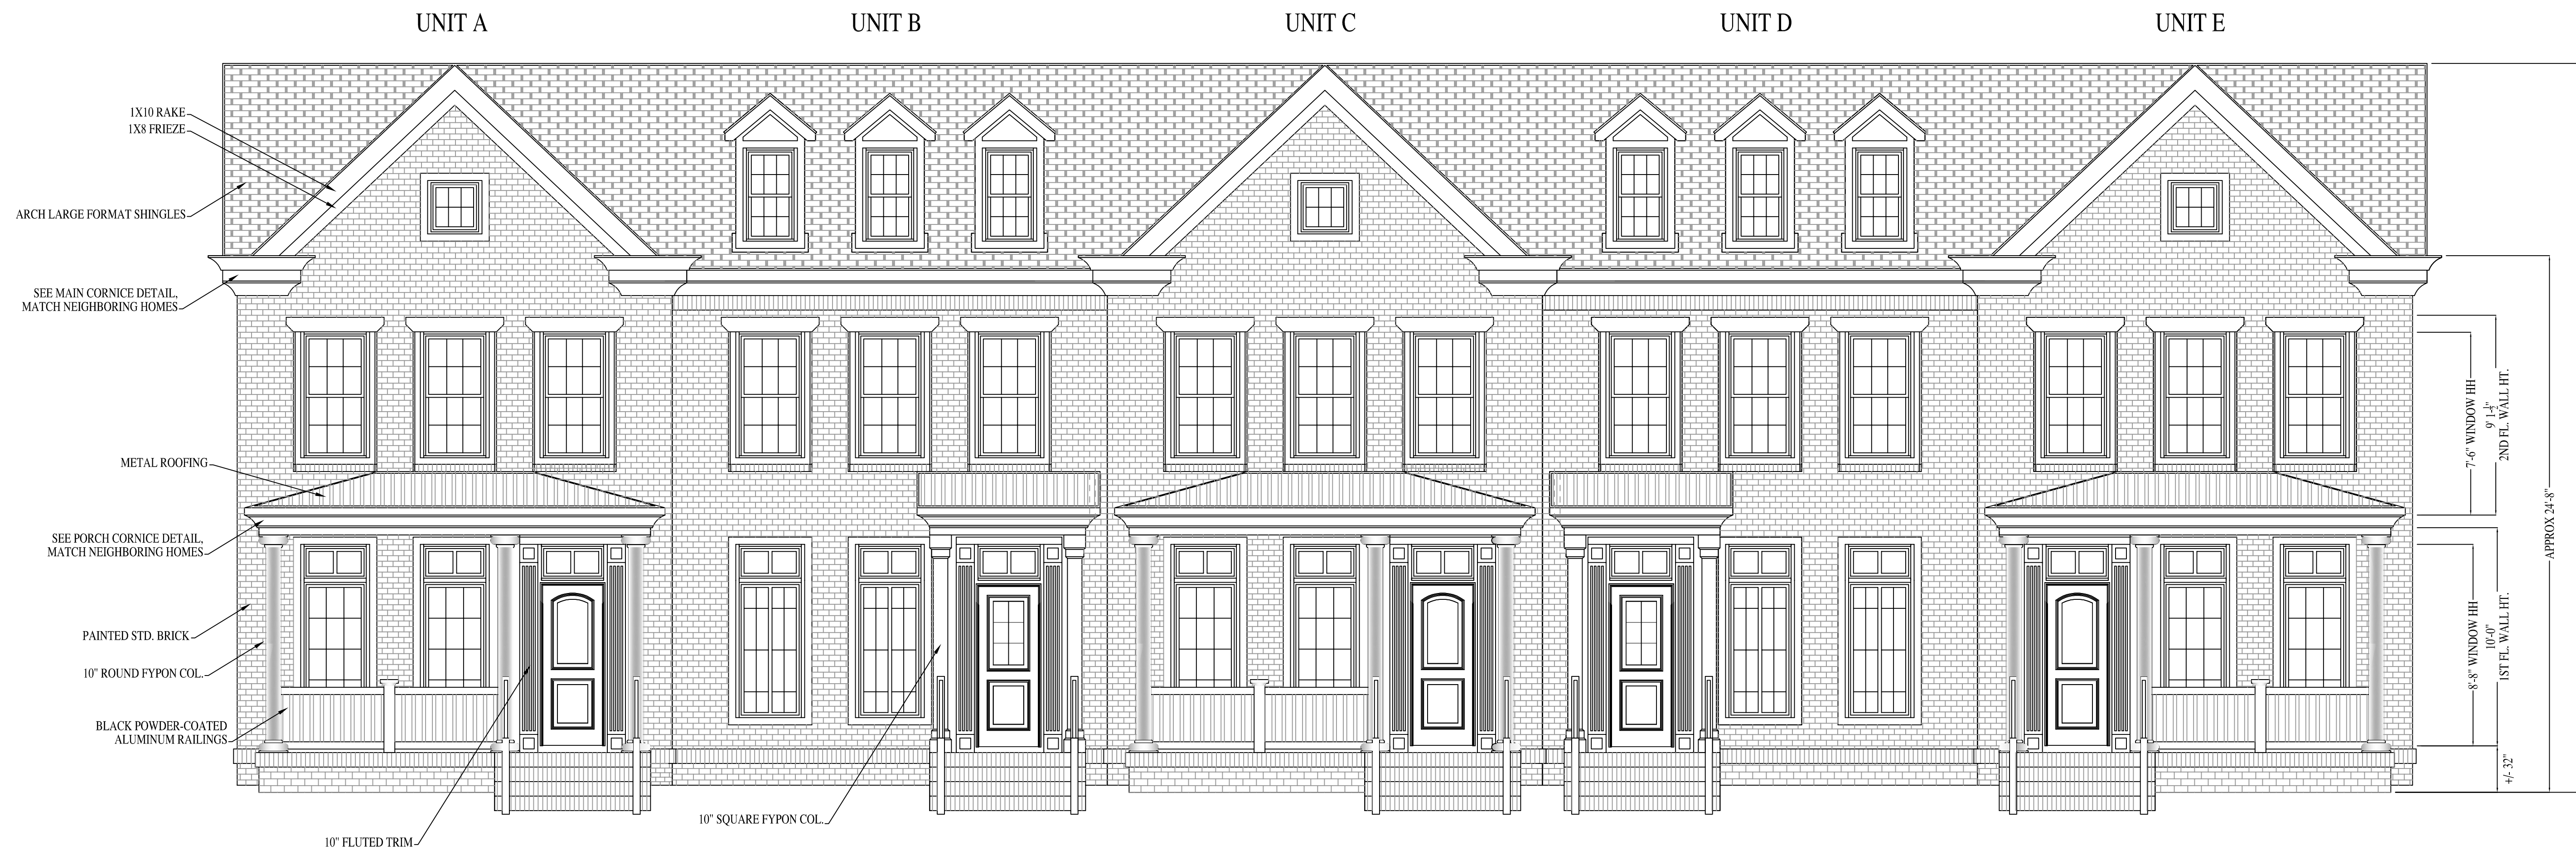 UNIT A
UNIT B
UNIT C
UNIT D
UNIT E
1X10 RAKE
1X8 FRIEZE
ARCH LARGE FORMAT SHINGLES
SEE MAIN CORNICE DETAIL,
MATCH NEIGHBORING HOMES
METAL ROOFING
SEE PORCH CORNICE DETAIL,
MATCH NEIGHBORING HOMES
PAINTED STD. BRICK
10" ROUND FYPON COL.
BLACK POWDER-COATED
ALUMINUM RAILINGS
10" FLUTED TRIM
10" SQUARE FYPON COL.
7'-6" WINDOW HH
9' 1-1/2"
2ND FL. WALL HT.
8'-8" WINDOW HH
10'-0"
1ST FL. WALL HT.
+/- 32"
APPROX 24'-8"